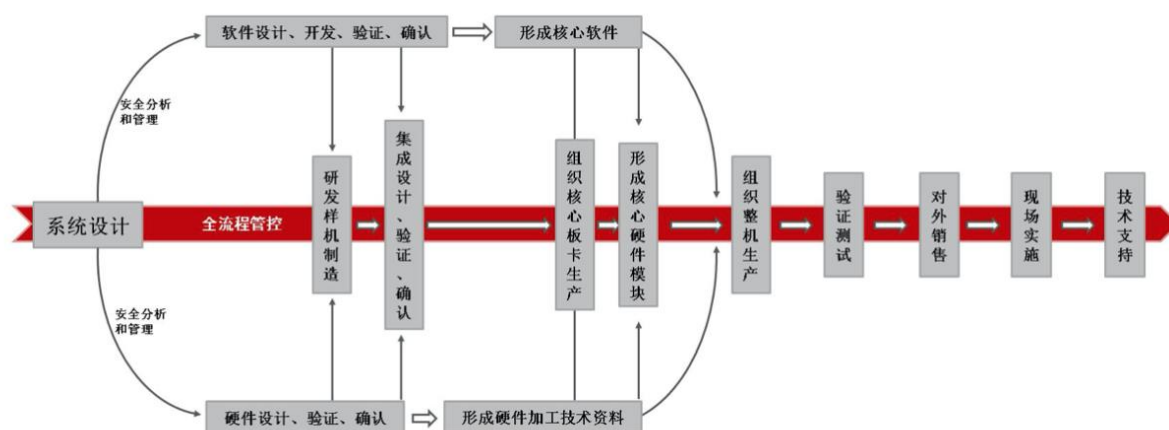 软件设计、开发、验证、确认
形成核心软件
安全分析
和管理
系统设计
全流程管控
研发样机制造
集成设计、验证、确认
组织核心板卡生产
形成核心硬件模块
组织整机生产
验证测试
对外销售
现场实施
技术支持
安全分析
和管理
硬件设计、验证、确认
形成硬件加工技术资料